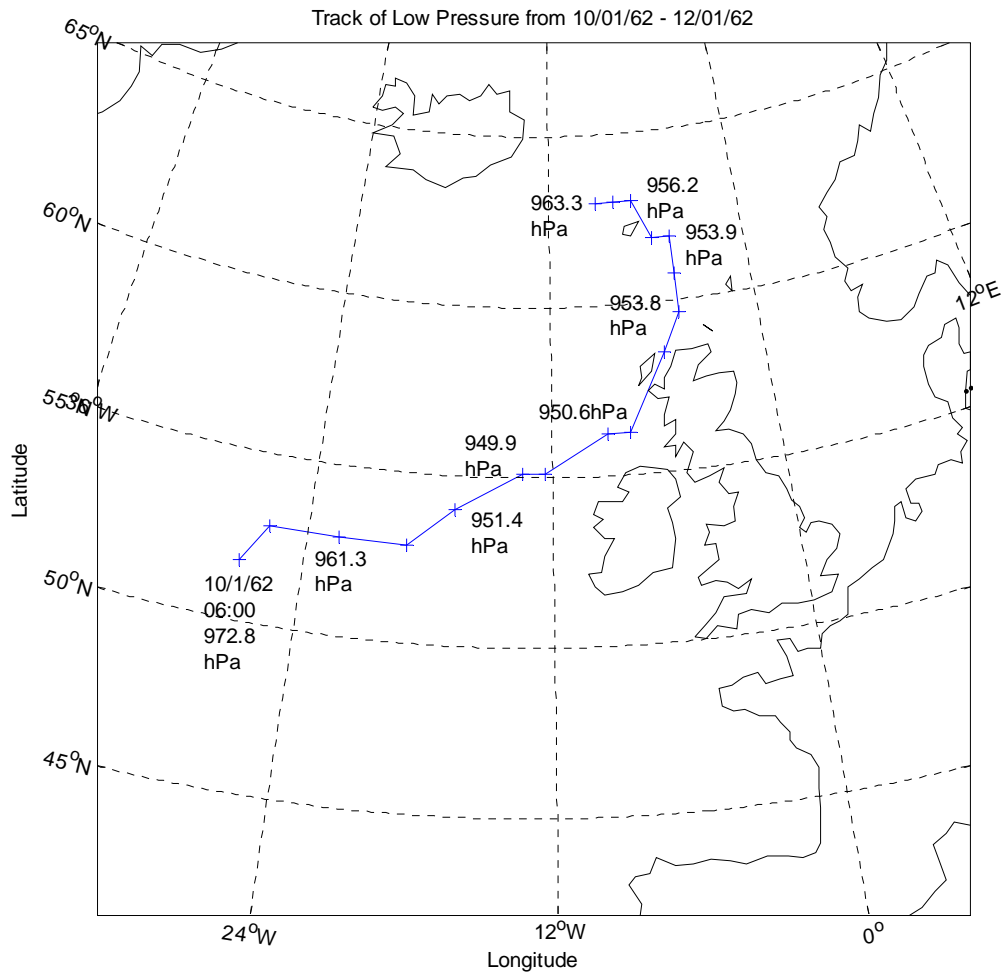 Track of Low Pressure from 10/01/62 - 12/01/62
65°N
60°N
55°N
36°W
50°N
45°N
12°E
963.3
hPa
956.2
hPa
953.9
hPa
953.8
hPa
950.6hPa
949.9
hPa
951.4
hPa
961.3
hPa
10/1/62
06:00
972.8
hPa
24°W
12°W
0°
Latitude
Longitude